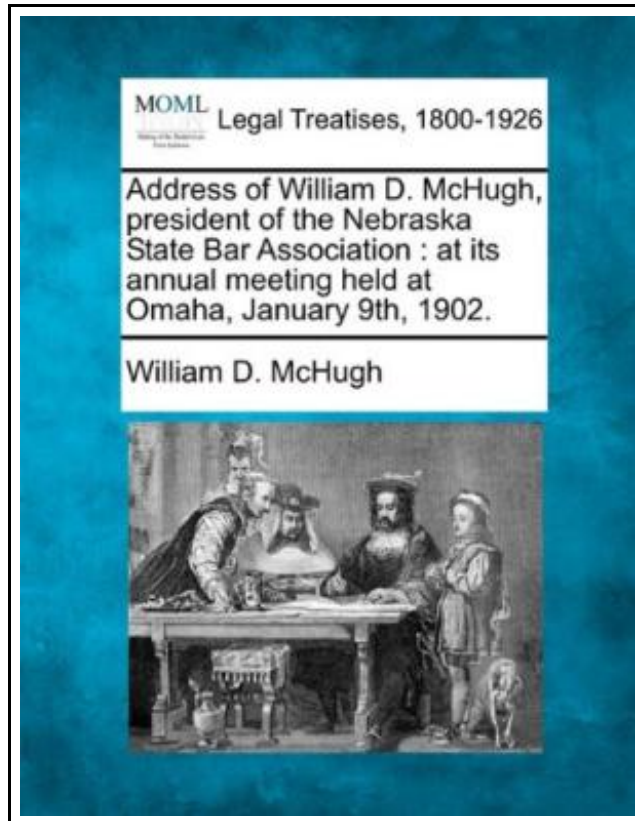 MOML
Legal Treatises, 1800-1926
Address of William D. McHugh,
president of the Nebraska
State Bar Association : at its
annual meeting held at
Omaha, January 9th, 1902.
William D. McHugh